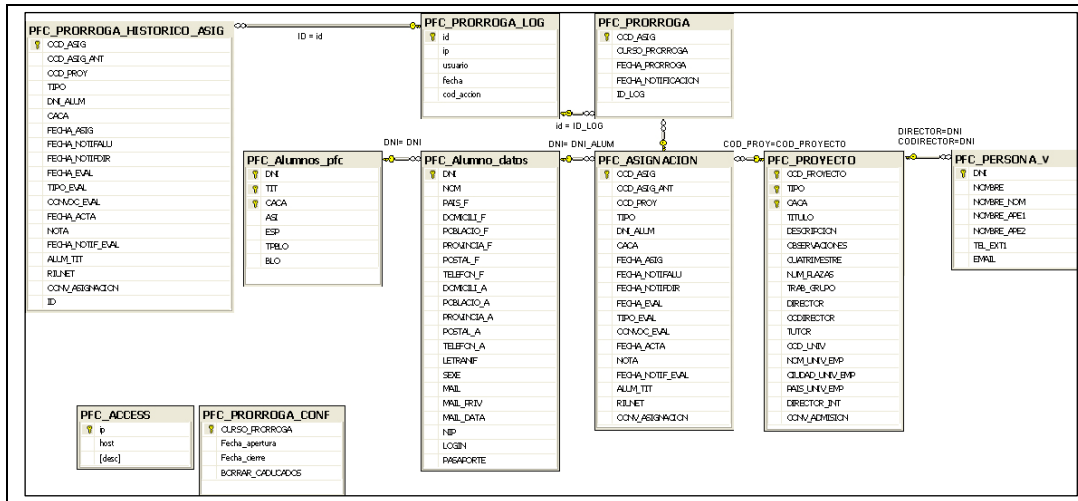 PFC_PRORROGA_HISTORICO_ASIG
COD_ASIG
COD_ASIG_ANT
COD_PROY
TIPO
DNI_ALUM
CACA
FECHA_ASIG
FECHA_NOTIFALU
FECHA_NOTIFDIR
FECHA_EVAL
TIPO_EVAL
CONVOC_EVAL
FECHA_ACTA
NOTA
FECHA_NOTIF_EVAL
ALUM_TIT
RILNET
CONV_ASIGNACION
ID
ID = id
PFC_PRORROGA_LOG
id
ip
usuario
fecha
cod_accion
PFC_PRORROGA
COD_ASIG
CURSO_PRORROGA
FECHA_PRORROGA
FECHA_NOTIFICACION
ID_LOG
id = ID_LOG
DNI= DNI
DNI= DNI_ALUM
COD_PROY=COD_PROYECTO
DIRECTOR=DNI
CODIRECTOR=DNI
PFC_Alumnos_pfc
DNI
TIT
CACA
ASI
ESP
TPBLO
BLO
PFC_Alumno_datos
DNI
NOM
PAIS_F
DOMICILI_F
POBLACIO_F
PROVINCIA_F
POSTAL_F
TELEFON_F
DOMICILI_A
POBLACIO_A
PROVINCIA_A
POSTAL_A
TELEFON_A
LETRANIF
SEXE
MAIL
MAIL_PRIV
MAIL_DATA
NIP
LOGIN
PASAPORTE
PFC_ASIGNACION
COD_ASIG
COD_ASIG_ANT
COD_PROY
TIPO
DNI_ALUM
CACA
FECHA_ASIG
FECHA_NOTIFALU
FECHA_NOTIFDIR
FECHA_EVAL
TIPO_EVAL
CONVOC_EVAL
FECHA_ACTA
NOTA
FECHA_NOTIF_EVAL
ALUM_TIT
RILNET
CONV_ASIGNACION
PFC_PROYECTO
COD_PROYECTO
TIPO
CACA
TITULO
DESCRIPCION
OBSERVACIONES
CUATRIMESTRE
NUM_PLAZAS
TRAB_GRUPO
DIRECTOR
CODIRECTOR
TUTOR
COD_UNIV
NOM_UNIV_EMP
CIUDAD_UNIV_EMP
PAIS_UNIV_EMP
DIRECTOR_INT
CONV_ADMISION
PFC_PERSONA_V
DNI
NOMBRE
NOMBRE_NOM
NOMBRE_APE1
NOMBRE_APE2
TEL_EXT1
EMAIL
PFC_ACCESS
ip
host
[desc]
PFC_PRORROGA_CONF
CURSO_PRORROGA
Fecha_apertura
Fecha_cierre
BORRAR_CADUCADOS